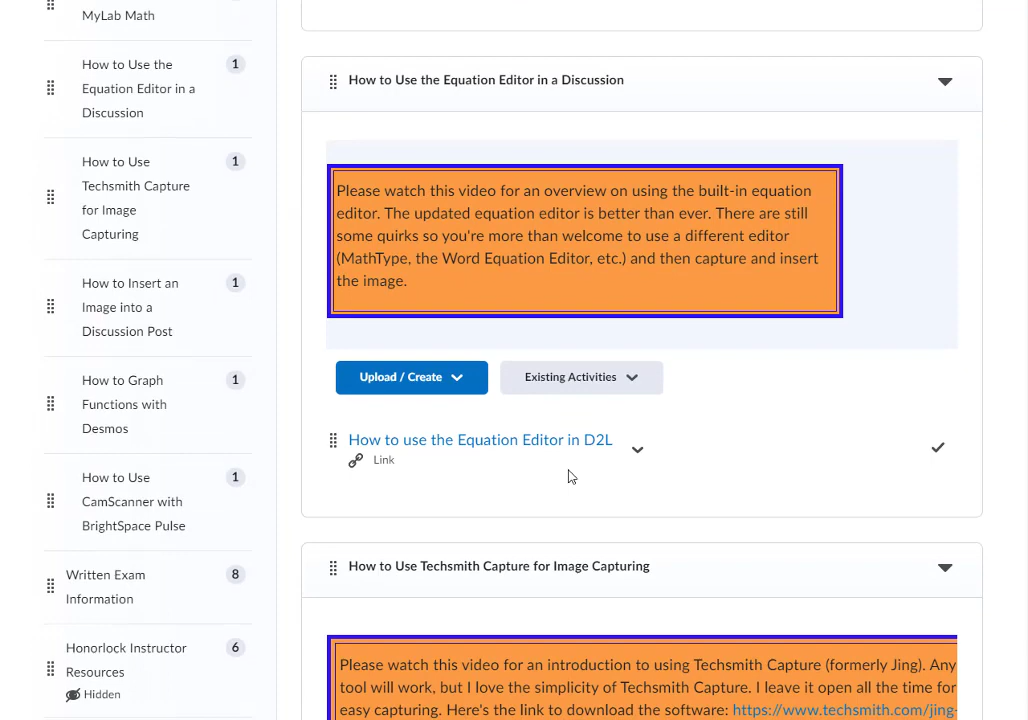 MyLab Math
How to Use the 1
Equation Editor in a
Discussion
How to Use 1
Techsmith Capture
for Image
Capturing
How to Insert an 1
Image into a
Discussion Post
How to Graph 1
Functions with
Desmos
How to Use 1
CamScanner with
BrightSpace Pulse
Written Exam 8
Information
Honorlock Instructor 6
Resources
Hidden
How to Use the Equation Editor in a Discussion
Please watch this video for an overview on using the built-in equation
editor. The updated equation editor is better than ever. There are still
some quirks so you're more than welcome to use a different editor
(MathType, the Word Equation Editor, etc.) and then capture and insert
the image.
Upload / Create Existing Activities
How to use the Equation Editor in D2L
Link
How to Use Techsmith Capture for Image Capturing
Please watch this video for an introduction to using Techsmith Capture (formerly Jing). Any
tool will work, but I love the simplicity of Techsmith Capture. I leave it open all the time for
easy capturing. Here's the link to download the software: https://www.techsmith.com/jing-